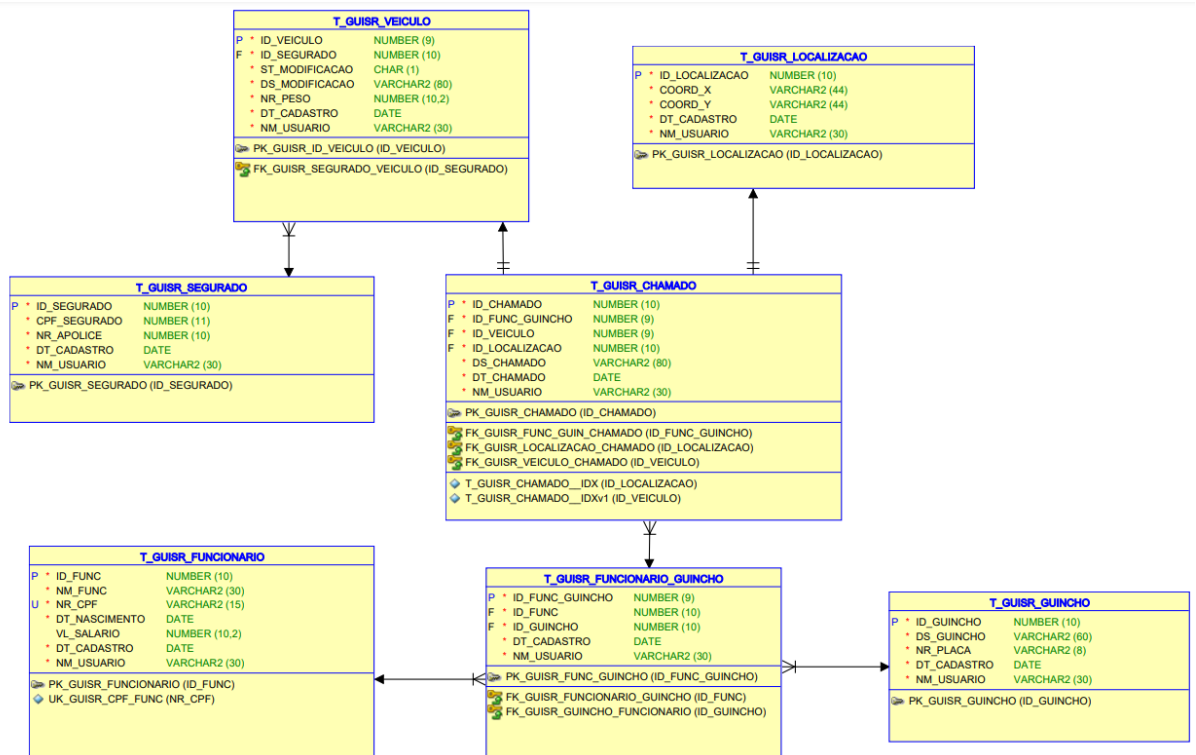 T_GUISR_VEICULO
P * ID_VEICULO NUMBER (9)
F * ID_SEGURADO NUMBER (10)
* ST_MODIFICACAO CHAR (1)
* DS_MODIFICACAO VARCHAR2 (80)
* NR_PESO NUMBER (10,2)
* DT_CADASTRO DATE
* NM_USUARIO VARCHAR2 (30)
PK_GUISR_ID_VEICULO (ID_VEICULO)
FK_GUISR_SEGURADO_VEICULO (ID_SEGURADO)
T_GUISR_LOCALIZACAO
P * ID_LOCALIZACAO NUMBER (10)
* COORD_X VARCHAR2 (44)
* COORD_Y VARCHAR2 (44)
* DT_CADASTRO DATE
* NM_USUARIO VARCHAR2 (30)
PK_GUISR_LOCALIZACAO (ID_LOCALIZACAO)
T_GUISR_SEGURADO
P * ID_SEGURADO NUMBER (10)
* CPF_SEGURADO NUMBER (11)
* NR_APOLICE NUMBER (10)
* DT_CADASTRO DATE
* NM_USUARIO VARCHAR2 (30)
PK_GUISR_SEGURADO (ID_SEGURADO)
T_GUISR_CHAMADO
P * ID_CHAMADO NUMBER (10)
F * ID_FUNC_GUINCHO NUMBER (9)
F * ID_VEICULO NUMBER (9)
F * ID_LOCALIZACAO NUMBER (10)
* DS_CHAMADO VARCHAR2 (80)
* DT_CHAMADO DATE
* NM_USUARIO VARCHAR2 (30)
PK_GUISR_CHAMADO (ID_CHAMADO)
FK_GUISR_FUNC_GUIN_CHAMADO (ID_FUNC_GUINCHO)
FK_GUISR_LOCALIZACAO_CHAMADO (ID_LOCALIZACAO)
FK_GUISR_VEICULO_CHAMADO (ID_VEICULO)
T_GUISR_CHAMADO__IDX (ID_LOCALIZACAO)
T_GUISR_CHAMADO__IDXv1 (ID_VEICULO)
T_GUISR_FUNCIONARIO
P * ID_FUNC NUMBER (10)
* NM_FUNC VARCHAR2 (30)
U * NR_CPF VARCHAR2 (15)
* DT_NASCIMENTO DATE
VL_SALARIO NUMBER (10,2)
* DT_CADASTRO DATE
* NM_USUARIO VARCHAR2 (30)
PK_GUISR_FUNCIONARIO (ID_FUNC)
UK_GUISR_CPF_FUNC (NR_CPF)
T_GUISR_FUNCIONARIO_GUINCHO
P * ID_FUNC_GUINCHO NUMBER (9)
F * ID_FUNC NUMBER (10)
F * ID_GUINCHO NUMBER (10)
* DT_CADASTRO DATE
* NM_USUARIO VARCHAR2 (30)
PK_GUISR_FUNC_GUINCHO (ID_FUNC_GUINCHO)
FK_GUISR_FUNCIONARIO_GUINCHO (ID_FUNC)
FK_GUISR_GUINCHO_FUNCIONARIO (ID_GUINCHO)
T_GUISR_GUINCHO
P * ID_GUINCHO NUMBER (10)
* DS_GUINCHO VARCHAR2 (60)
* NR_PLACA VARCHAR2 (8)
* DT_CADASTRO DATE
* NM_USUARIO VARCHAR2 (30)
PK_GUISR_GUINCHO (ID_GUINCHO)